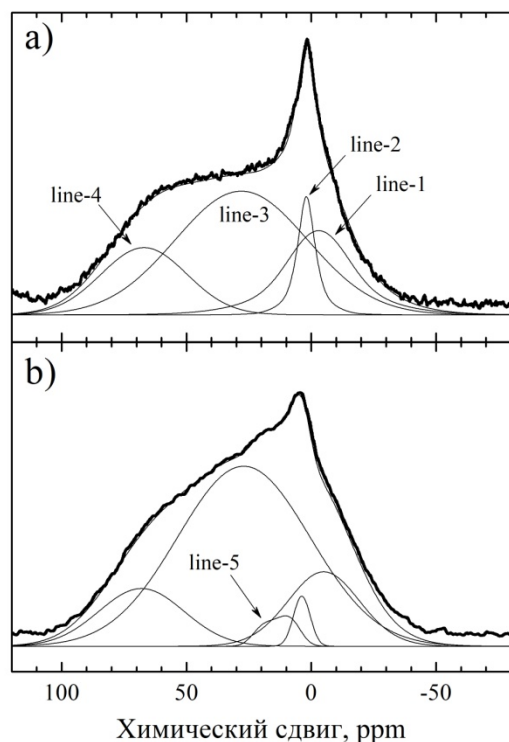 a)
line-2
line-1
line-4
line-3
b)
line-5
100 50 0 -50
Химический сдвиг, ppm